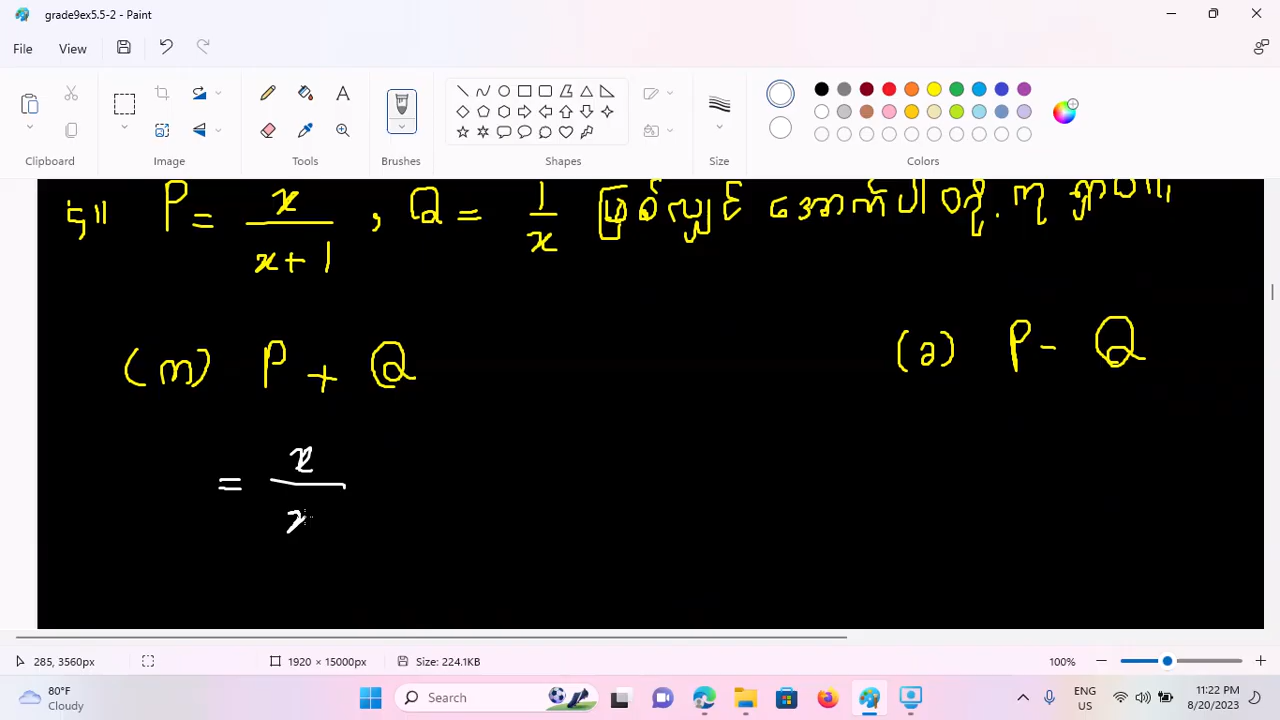 grade9ex5.5-2 - Paint
File View
Clipboard Image Tools Brushes Shapes Size Colors
၃။ P = x/(x+1) , Q = 1/x ဖြစ်လျှင် အောက်ပါတို့ကို ရှာပါ။
(က) P + Q (ခ) P - Q
= x/x
285, 3560px 1920 × 15000px Size: 224.1KB 100%
80°F
Cloudy
Search
ENG
US
11:22 PM
8/20/2023